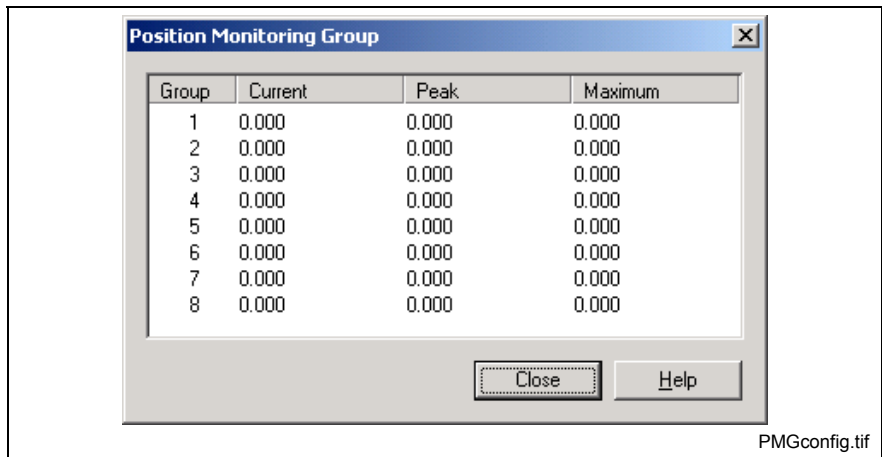 Position Monitoring Group
Group Current Peak Maximum
1 0.000 0.000 0.000
2 0.000 0.000 0.000
3 0.000 0.000 0.000
4 0.000 0.000 0.000
5 0.000 0.000 0.000
6 0.000 0.000 0.000
7 0.000 0.000 0.000
8 0.000 0.000 0.000
Close Help
PMGconfig.tif